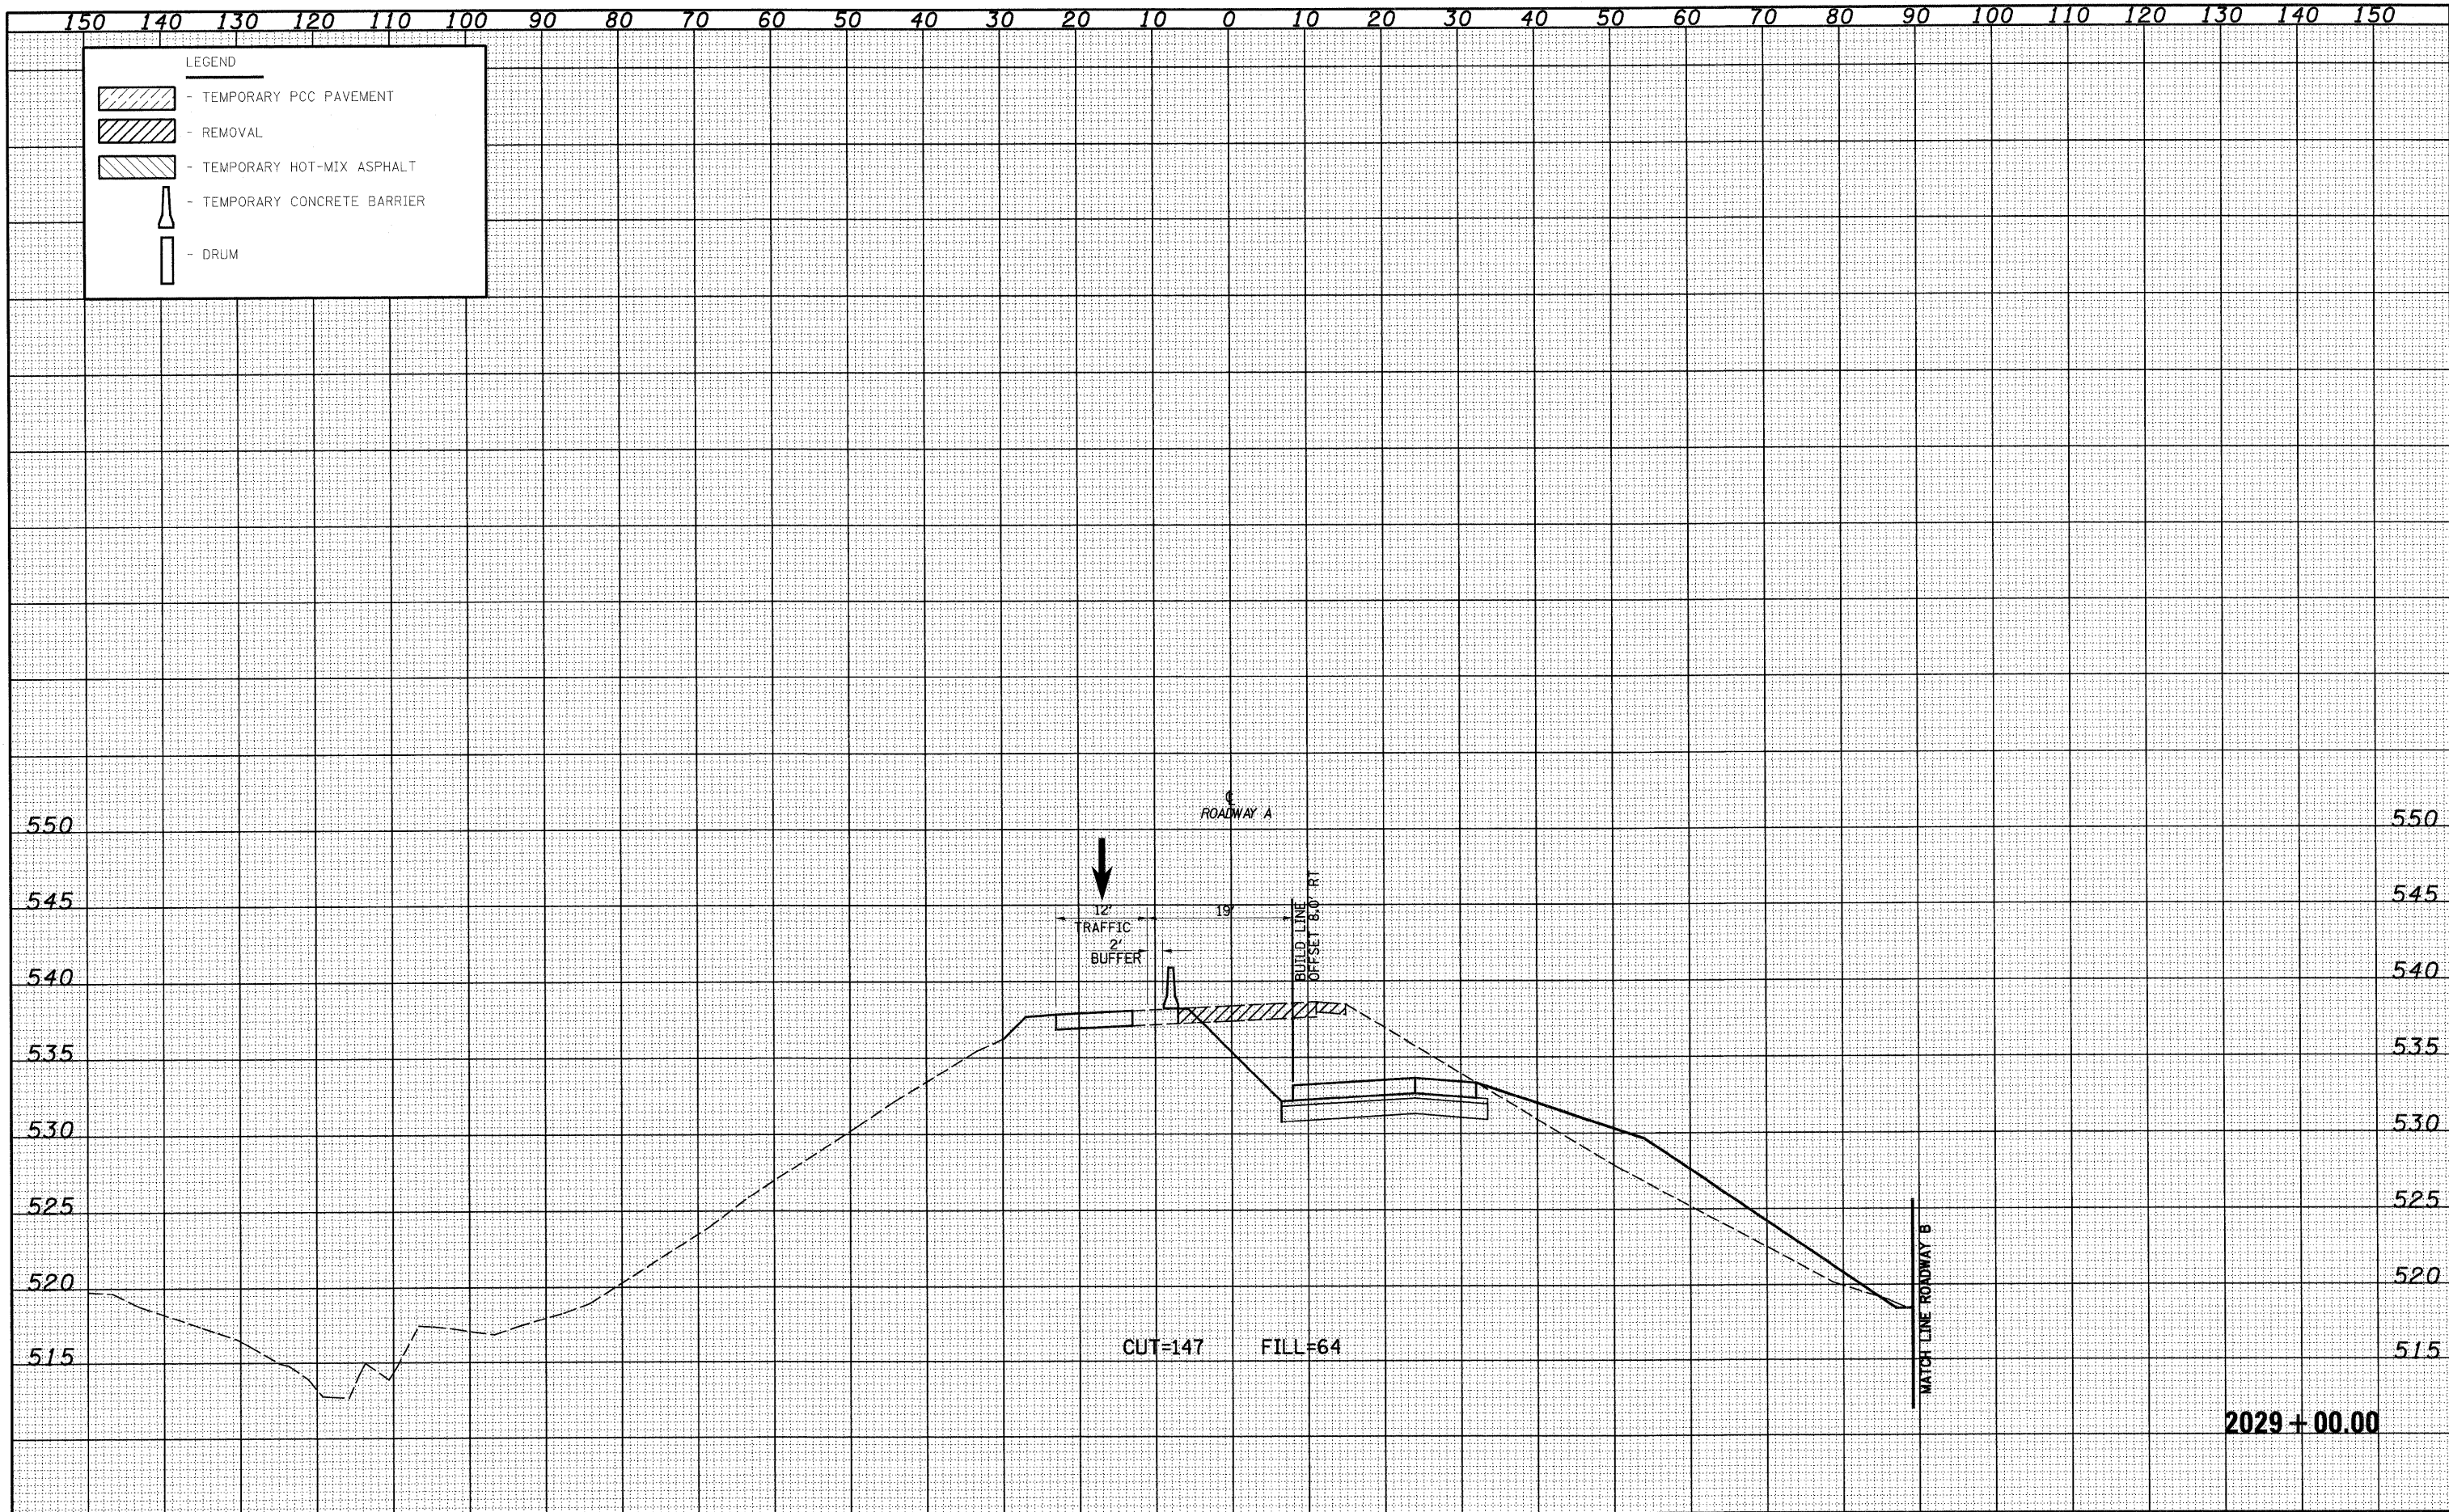 150 140 130 120 110 100 90 80 70 60 50 40 30 20 10 0 10 20 30 40 50 60 70 80 90 100 110 120 130 140 150
LEGEND
- TEMPORARY PCC PAVEMENT
- REMOVAL
- TEMPORARY HOT-MIX ASPHALT
- TEMPORARY CONCRETE BARRIER
- DRUM
℄
ROADWAY A
550 550
545 545
12' 19'
TRAFFIC
2'
BUFFER
BUILD LINE
OFFSET 8.0' RT
540 540
535 535
530 530
525 525
520 520
MATCH LINE ROADWAY B
515 515
CUT=147 FILL=64
2029+00.00